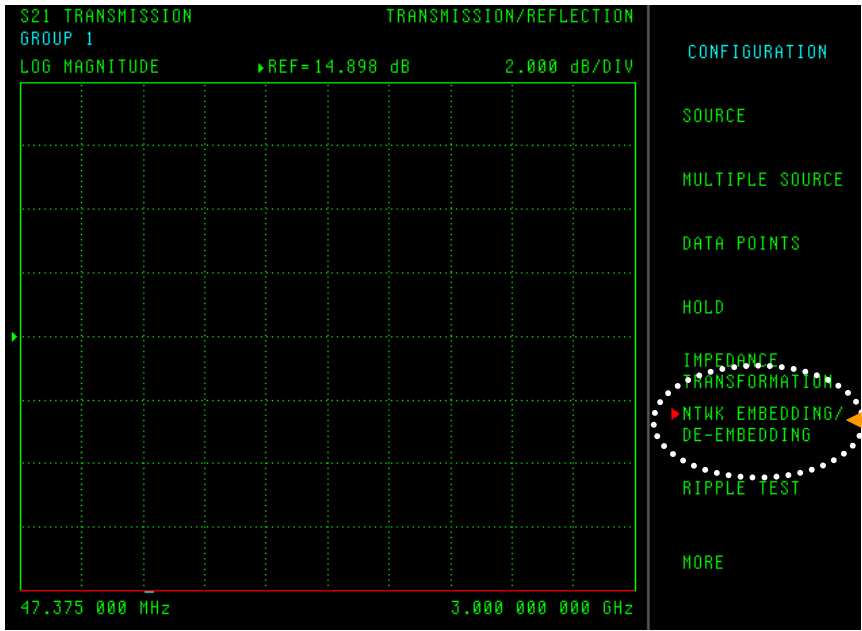 S21 TRANSMISSION TRANSMISSION/REFLECTION
GROUP 1
LOG MAGNITUDE ▸REF=14.898 dB 2.000 dB/DIV
47.375 000 MHz 3.000 000 000 GHz
CONFIGURATION
SOURCE
MULTIPLE SOURCE
DATA POINTS
HOLD
IMPEDANCE
TRANSFORMATION
NTWK EMBEDDING/
DE-EMBEDDING
RIPPLE TEST
MORE